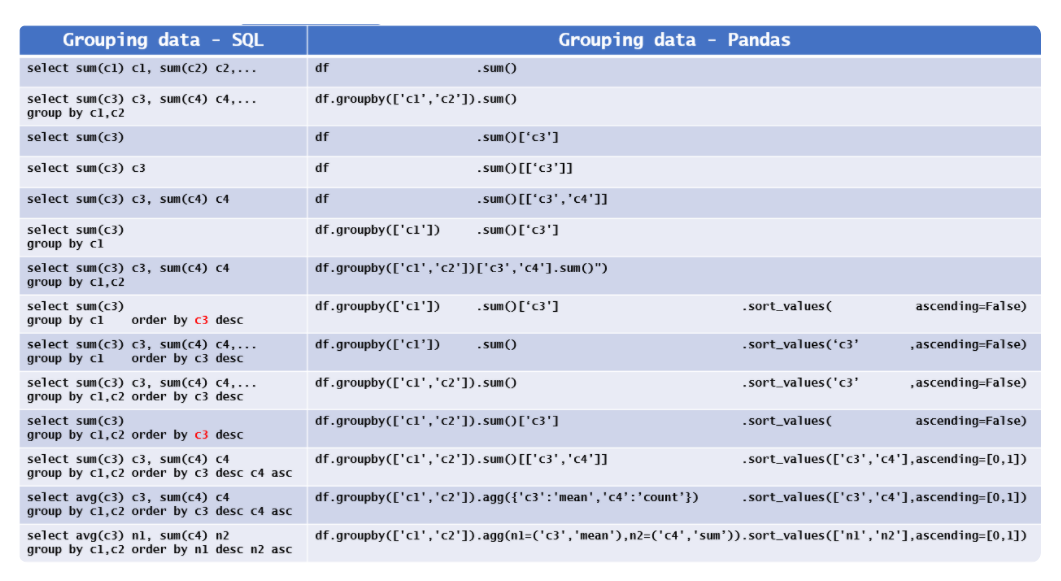 Grouping data - SQL    Grouping data - Pandas
select sum(c1) c1, sum(c2) c2,...    df                    .sum()
select sum(c3) c3, sum(c4) c4,...    df.groupby(['c1','c2']).sum()
group by c1,c2
select sum(c3)    df                    .sum()[‘c3']
select sum(c3) c3    df                    .sum()[[‘c3']]
select sum(c3) c3, sum(c4) c4    df                    .sum()[[‘c3','c4']]
select sum(c3)    df.groupby(['c1'])     .sum()['c3']
group by c1
select sum(c3) c3, sum(c4) c4    df.groupby(['c1','c2'])['c3','c4'].sum()")
group by c1,c2
select sum(c3)    df.groupby(['c1'])     .sum()['c3']    .sort_values(             ascending=False)
group by c1    order by c3 desc
select sum(c3) c3, sum(c4) c4,...    df.groupby(['c1'])     .sum()    .sort_values(‘c3'        ,ascending=False)
group by c1    order by c3 desc
select sum(c3) c3, sum(c4) c4,...    df.groupby(['c1','c2']).sum()    .sort_values('c3'        ,ascending=False)
group by c1,c2 order by c3 desc
select sum(c3)    df.groupby(['c1','c2']).sum()['c3']    .sort_values(             ascending=False)
group by c1,c2 order by c3 desc
select sum(c3) c3, sum(c4) c4    df.groupby(['c1','c2']).sum()[['c3','c4']]    .sort_values(['c3','c4'],ascending=[0,1])
group by c1,c2 order by c3 desc c4 asc
select avg(c3) c3, sum(c4) c4    df.groupby(['c1','c2']).agg({'c3':'mean','c4':'count'})    .sort_values(['c3','c4'],ascending=[0,1])
group by c1,c2 order by c3 desc c4 asc
select avg(c3) n1, sum(c4) n2    df.groupby(['c1','c2']).agg(n1=('c3','mean'),n2=('c4','sum')).sort_values(['n1','n2'],ascending=[0,1])
group by c1,c2 order by n1 desc n2 asc